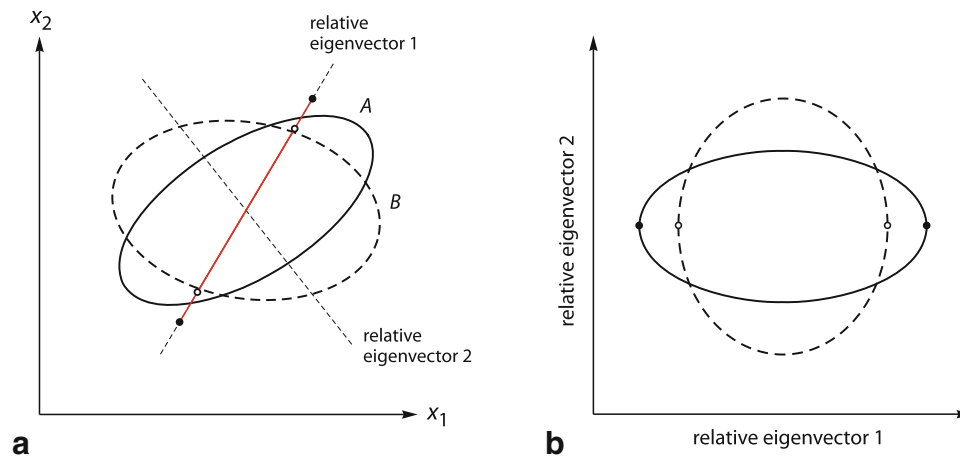 x2
relative
eigenvector 1
A
B
relative
eigenvector 2
x1
a
relative eigenvector 2
relative eigenvector 1
b